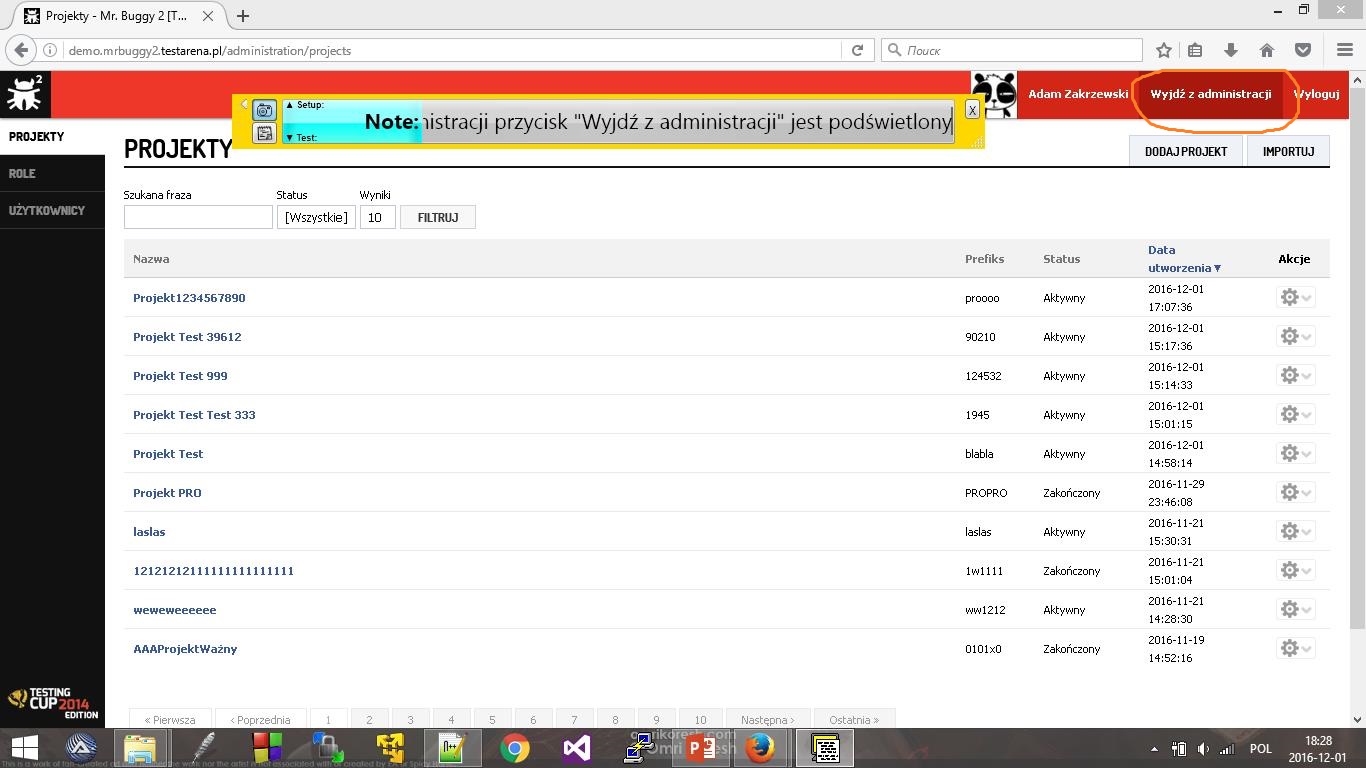 Projekty - Mr. Buggy 2 [T...
demo.mrbuggy2.testarena.pl/administration/projects
Поиск
2
Adam Zakrzewski
Wyjdź z administracji
Wyloguj
▲ Setup:
Note:
istracji przycisk "Wyjdź z administracji" jest podświetlony
▼ Test:
X
PROJEKTY
ROLE
UŻYTKOWNICY
PROJEKTY
DODAJ PROJEKT
IMPORTUJ
Szukana fraza Status Wyniki
[Wszystkie] 10 FILTRUJ
Nazwa Prefiks Status Data utworzenia▼ Akcje
Projekt1234567890 proooo Aktywny 2016-12-01 17:07:36
Projekt Test 39612 90210 Aktywny 2016-12-01 15:17:36
Projekt Test 999 124532 Aktywny 2016-12-01 15:14:33
Projekt Test Test 333 1945 Aktywny 2016-12-01 15:01:15
Projekt Test blabla Aktywny 2016-12-01 14:58:14
Projekt PRO PROPRO Zakończony 2016-11-29 23:46:08
laslas laslas Aktywny 2016-11-21 15:30:31
12121212111111111111111 1w1111 Zakończony 2016-11-21 15:01:04
weweweeeeee ww1212 Aktywny 2016-11-21 14:28:30
AAAProjektWażny 0101x0 Zakończony 2016-11-19 14:52:16
TESTING
CUP 2014
EDITION
« Pierwsza ‹ Poprzednia 1 2 3 4 5 6 7 8 9 10 Następna › Ostatnia »
POL
18:28
2016-12-01